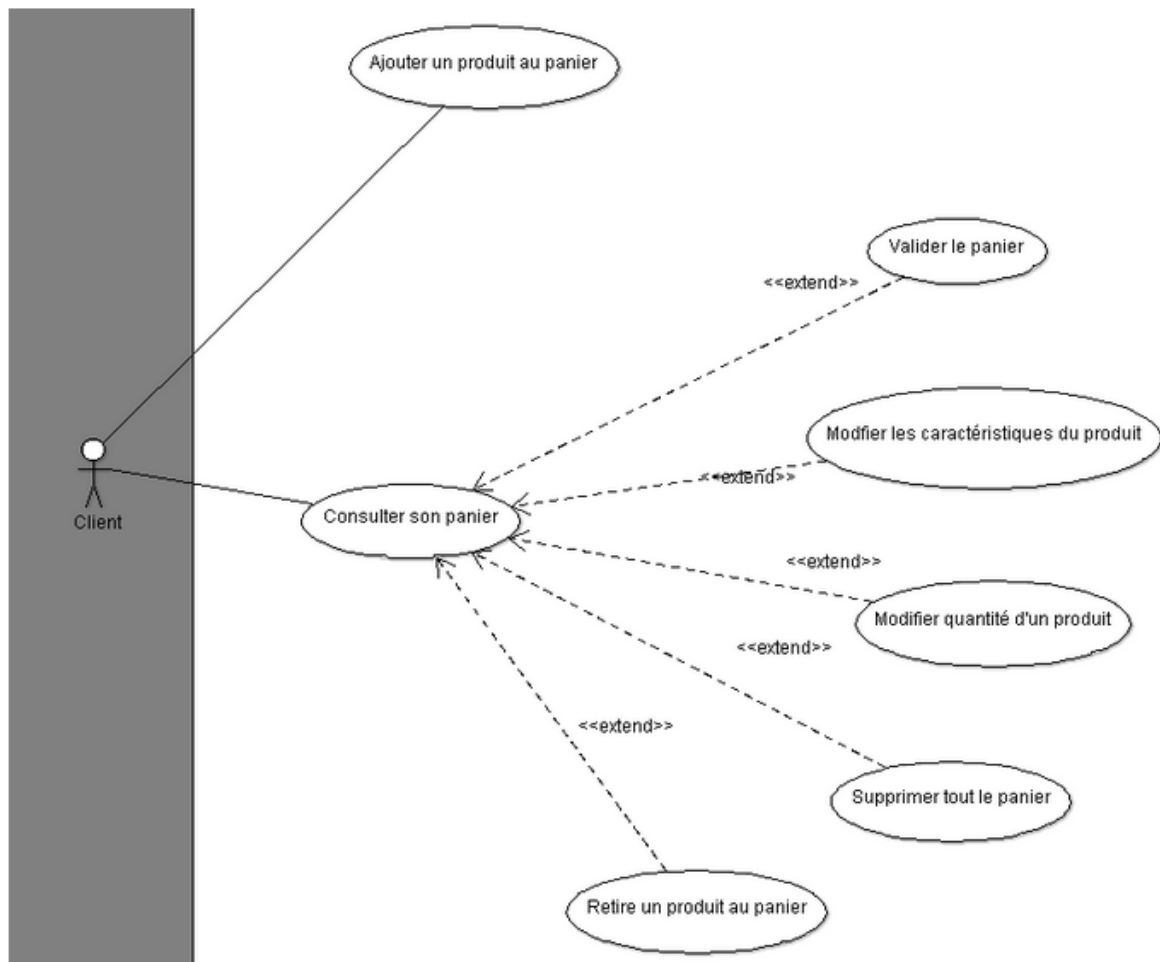 Ajouter un produit au panier
Valider le panier
<<extend>>
Modfier les caractéristiques du produit
<<extend>>
Client
Consulter son panier
<<extend>>
Modifier quantité d'un produit
<<extend>>
<<extend>>
Supprimer tout le panier
Retire un produit au panier